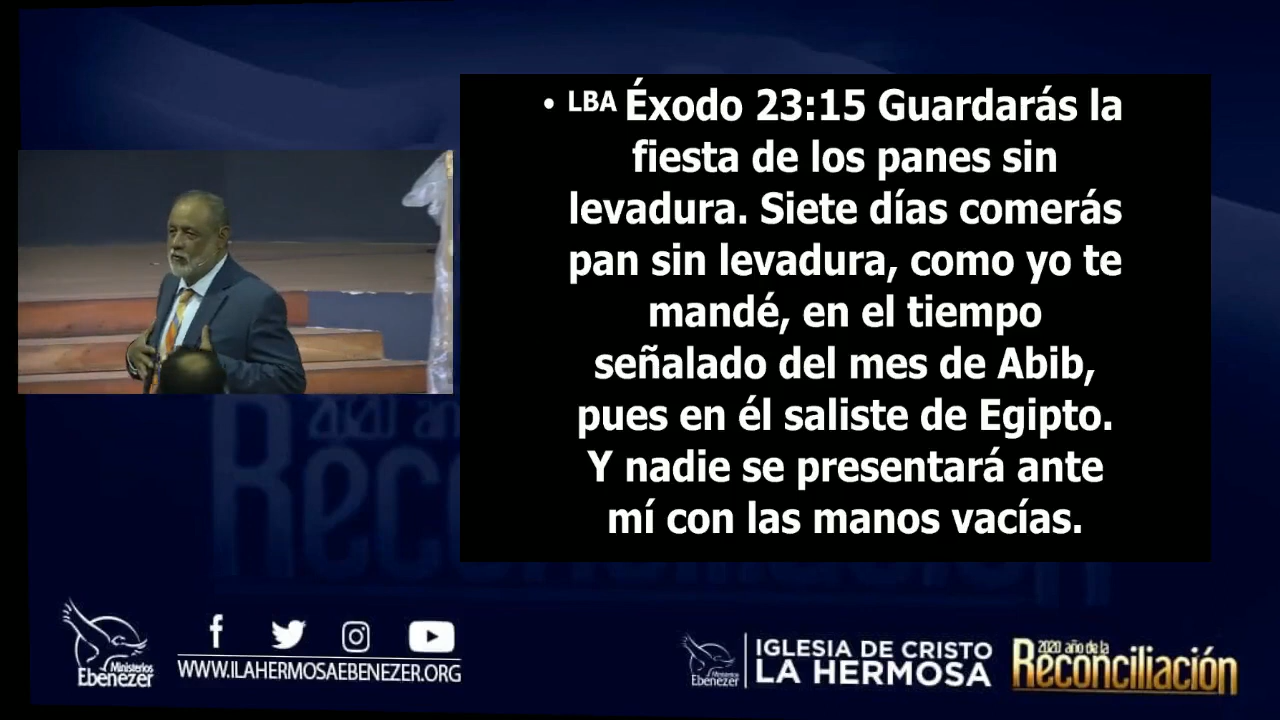 • LBA Éxodo 23:15 Guardarás la
fiesta de los panes sin
levadura. Siete días comerás
pan sin levadura, como yo te
mandé, en el tiempo
señalado del mes de Abib,
pues en él saliste de Egipto.
Y nadie se presentará ante
mí con las manos vacías.
2020 año
Reconciliación
Ministerios
Ebenezer
WWW.ILAHERMOSAEBENEZER.ORG
Ministerios
Ebenezer
IGLESIA DE CRISTO
LA HERMOSA
2020 año de la
Reconciliación